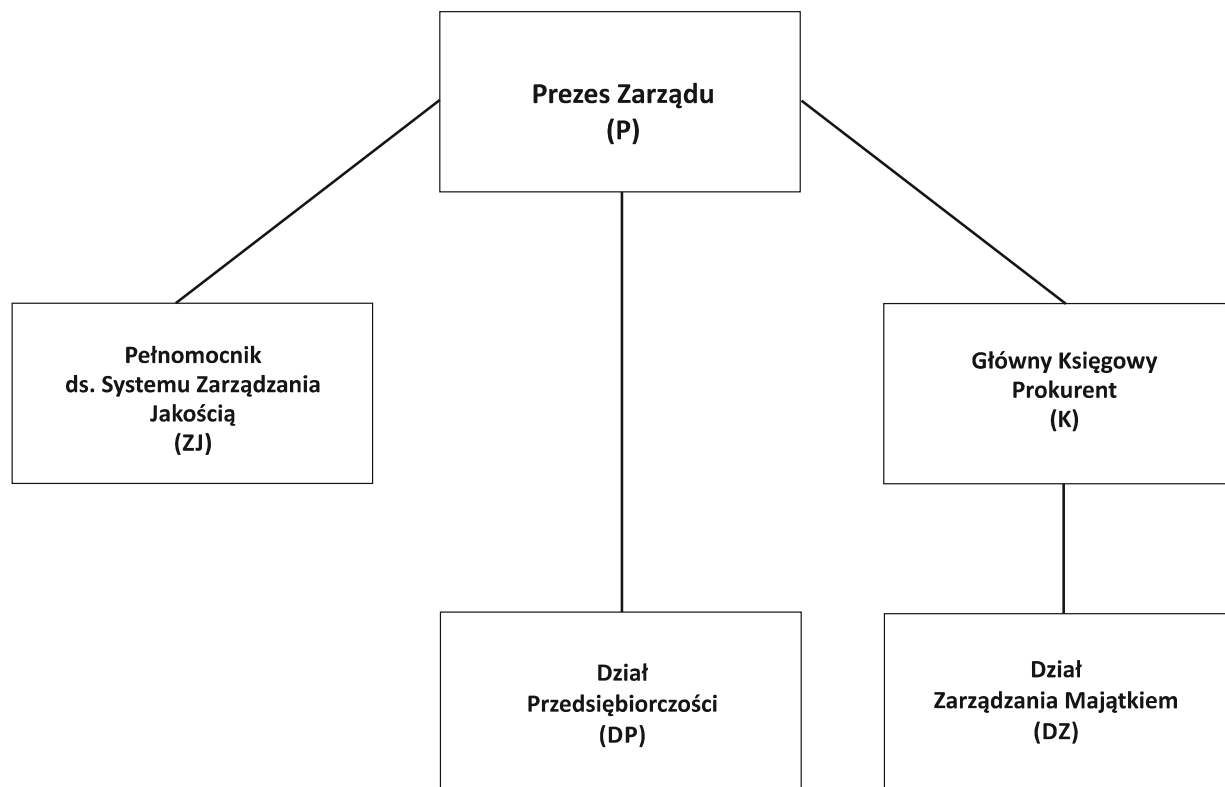 Prezes Zarządu
(P)
Pełnomocnik
ds. Systemu Zarządzania
Jakością
(ZJ)
Główny Księgowy
Prokurent
(K)
Dział
Przedsiębiorczości
(DP)
Dział
Zarządzania Majątkiem
(DZ)